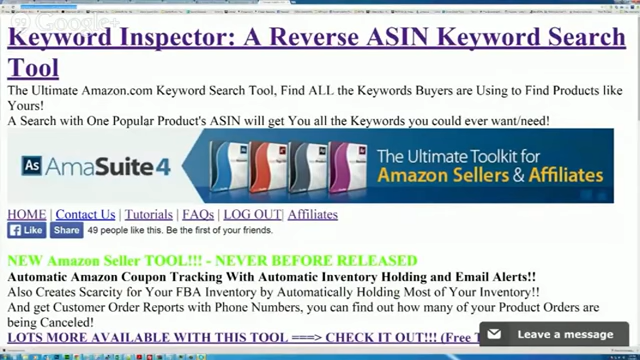 Google+
Keyword Inspector: A Reverse ASIN Keyword Search
Tool
The Ultimate Amazon.com Keyword Search Tool, Find ALL the Keywords Buyers are Using to Find Products like
Yours!
A Search with One Popular Product's ASIN will get You all the Keywords you could ever want/need!
As AmaSuite 4
The Ultimate Toolkit for
Amazon Sellers & Affiliates
HOME | Contact Us | Tutorials | FAQs | LOG OUT| Affiliates
Like Share 49 people like this. Be the first of your friends.
NEW Amazon Seller TOOL!!! - NEVER BEFORE RELEASED
Automatic Amazon Coupon Tracking With Automatic Inventory Holding and Email Alerts!!
Also Creates Scarcity for Your FBA Inventory by Automatically Holding Most of Your Inventory!!
And get Customer Order Reports with Phone Numbers, you can find out how many of your Product Orders are
being Canceled!
LOTS MORE AVAILABLE WITH THIS TOOL ===> CHECK IT OUT!!! (Free
Leave a message